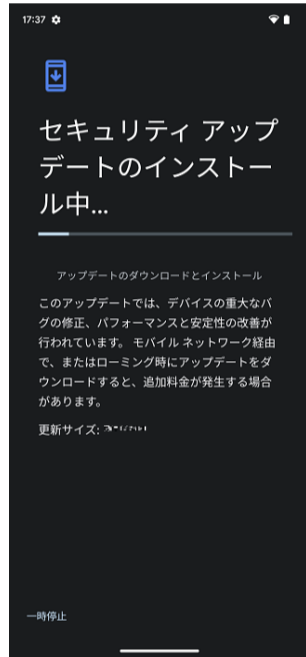 17:37
セキュリティ アップ
デートのインストー
ル中...
アップデートのダウンロードとインストール
このアップデートでは、デバイスの重大なバ
グの修正、パフォーマンスと安定性の改善が
行われています。 モバイル ネットワーク経由
で、またはローミング時にアップデートをダ
ウンロードすると、追加料金が発生する場合
があります。
更新サイズ:
一時停止